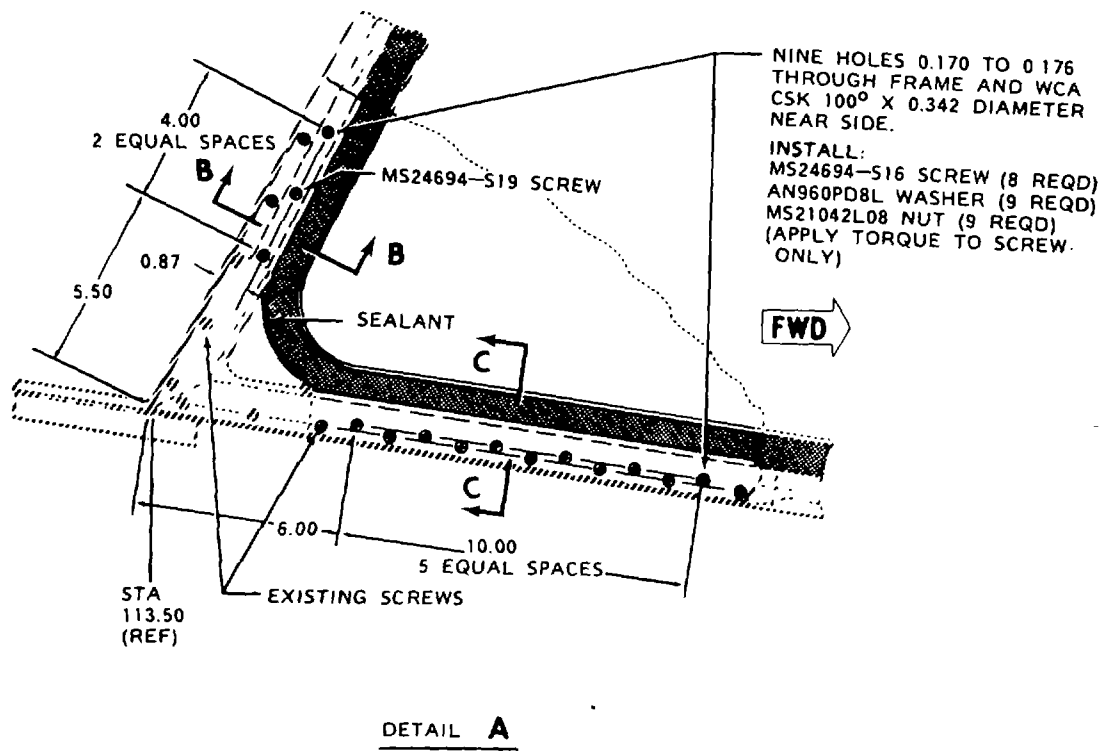 NINE HOLES 0.170 TO 0 176
THROUGH FRAME AND WCA
CSK 100° X 0.342 DIAMETER
NEAR SIDE.
INSTALL:
MS24694-S16 SCREW (8 REQD)
AN960PD8L WASHER (9 REQD)
MS21042L08 NUT (9 REQD)
(APPLY TORQUE TO SCREW
ONLY)
4.00
2 EQUAL SPACES
B
MS24694-S19 SCREW
B
0.87
5.50
SEALANT
FWD
C
C
6.00
10.00
5 EQUAL SPACES
STA
113.50
(REF)
EXISTING SCREWS
DETAIL A